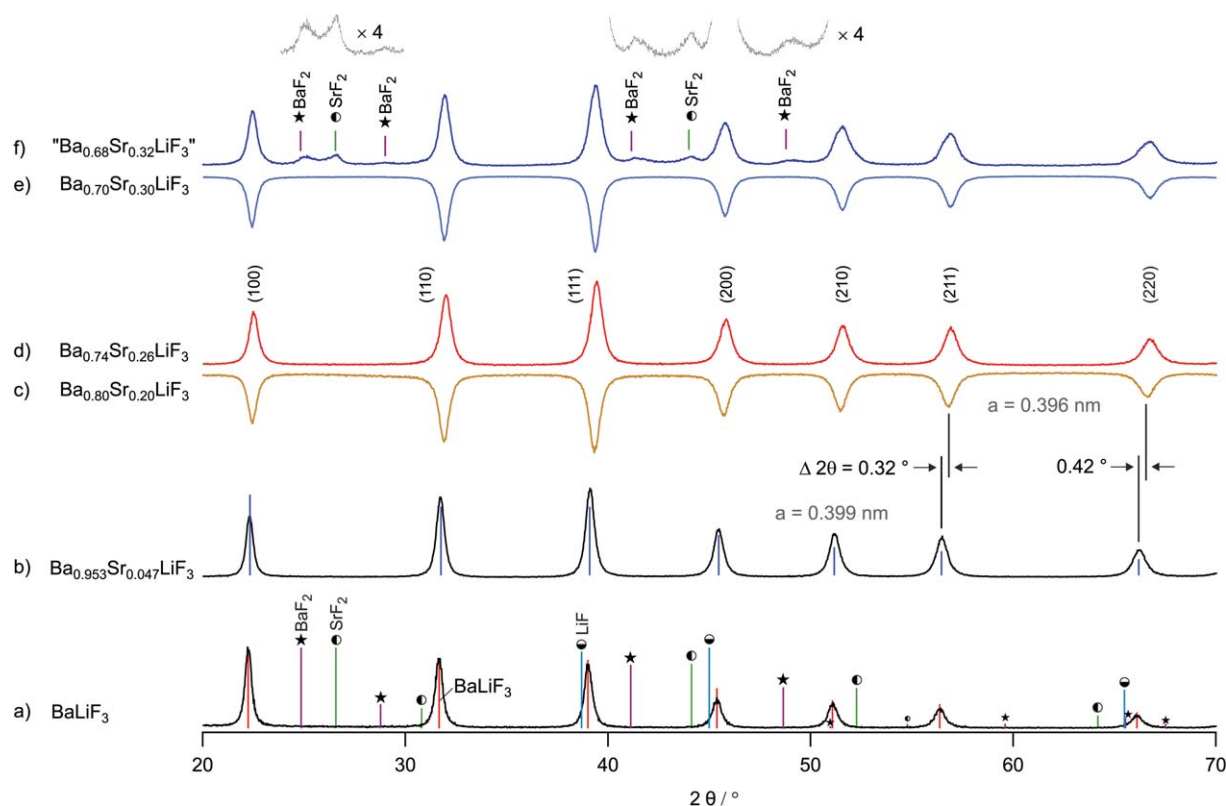 × 4
× 4
★ BaF₂
◐ SrF₂
★ BaF₂
★ BaF₂
◐ SrF₂
★ BaF₂
f) "Ba₀.₆₈Sr₀.₃₂LiF₃"
e) Ba₀.₇₀Sr₀.₃₀LiF₃
(100)
(110)
(111)
(200)
(210)
(211)
(220)
d) Ba₀.₇₄Sr₀.₂₆LiF₃
c) Ba₀.₈₀Sr₀.₂₀LiF₃
a = 0.396 nm
Δ 2θ = 0.32 °
0.42 °
a = 0.399 nm
b) Ba₀.₉₅₃Sr₀.₀₄₇LiF₃
★ BaF₂
◐ SrF₂
LiF
BaLiF₃
a) BaLiF₃
20 30 40 50 60 70
2 θ / °